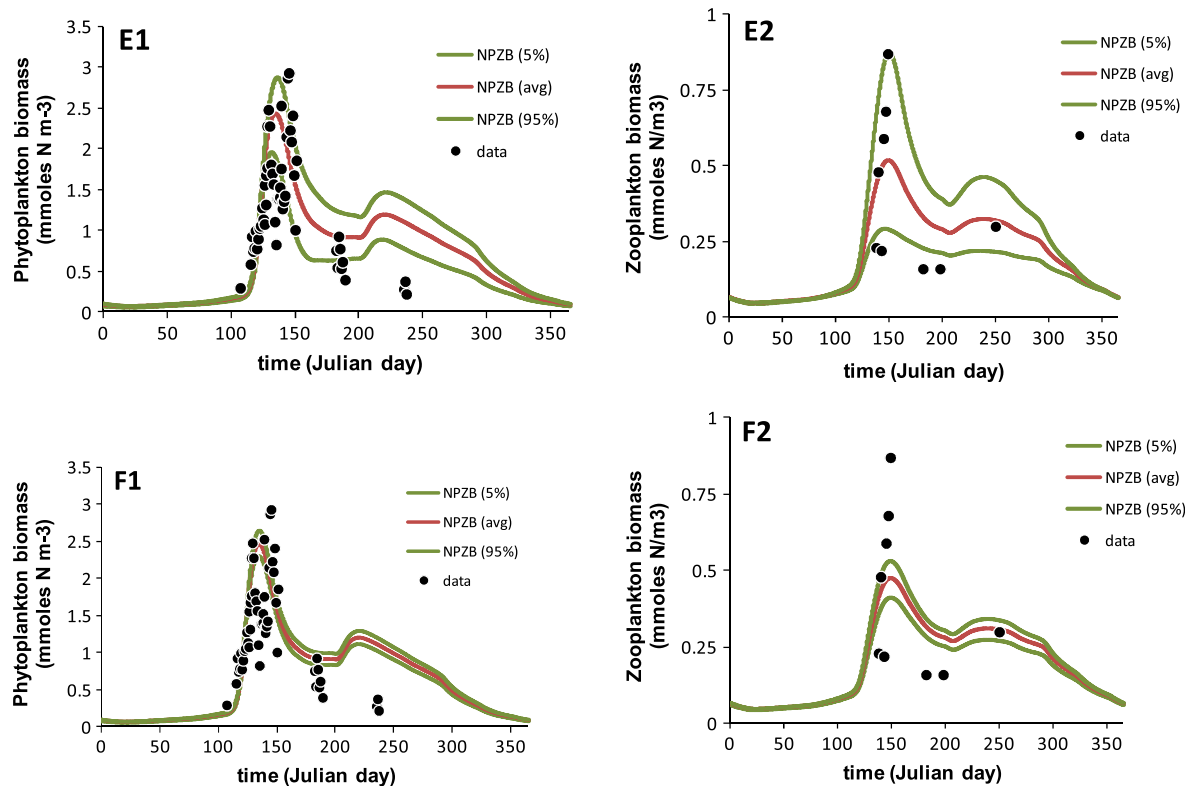 E1
Phytoplankton biomass
(mmoles N m-3)
3.5
3
2.5
2
1.5
1
0.5
0
0 50 100 150 200 250 300 350
time (Julian day)
NPZB (5%)
NPZB (avg)
NPZB (95%)
data
E2
Zooplankton biomass
(mmoles N/m3)
1
0.75
0.5
0.25
0
0 50 100 150 200 250 300 350
time (Julian day)
NPZB (5%)
NPZB (avg)
NPZB (95%)
data
F1
Phytoplankton biomass
(mmoles N m-3)
3.5
3
2.5
2
1.5
1
0.5
0
0 50 100 150 200 250 300 350
time (Julian day)
NPZB (5%)
NPZB (avg)
NPZB (95%)
data
F2
Zooplankton biomass
(mmoles N/m3)
1
0.75
0.5
0.25
0
0 50 100 150 200 250 300 350
time (Julian day)
NPZB (5%)
NPZB (avg)
NPZB (95%)
data